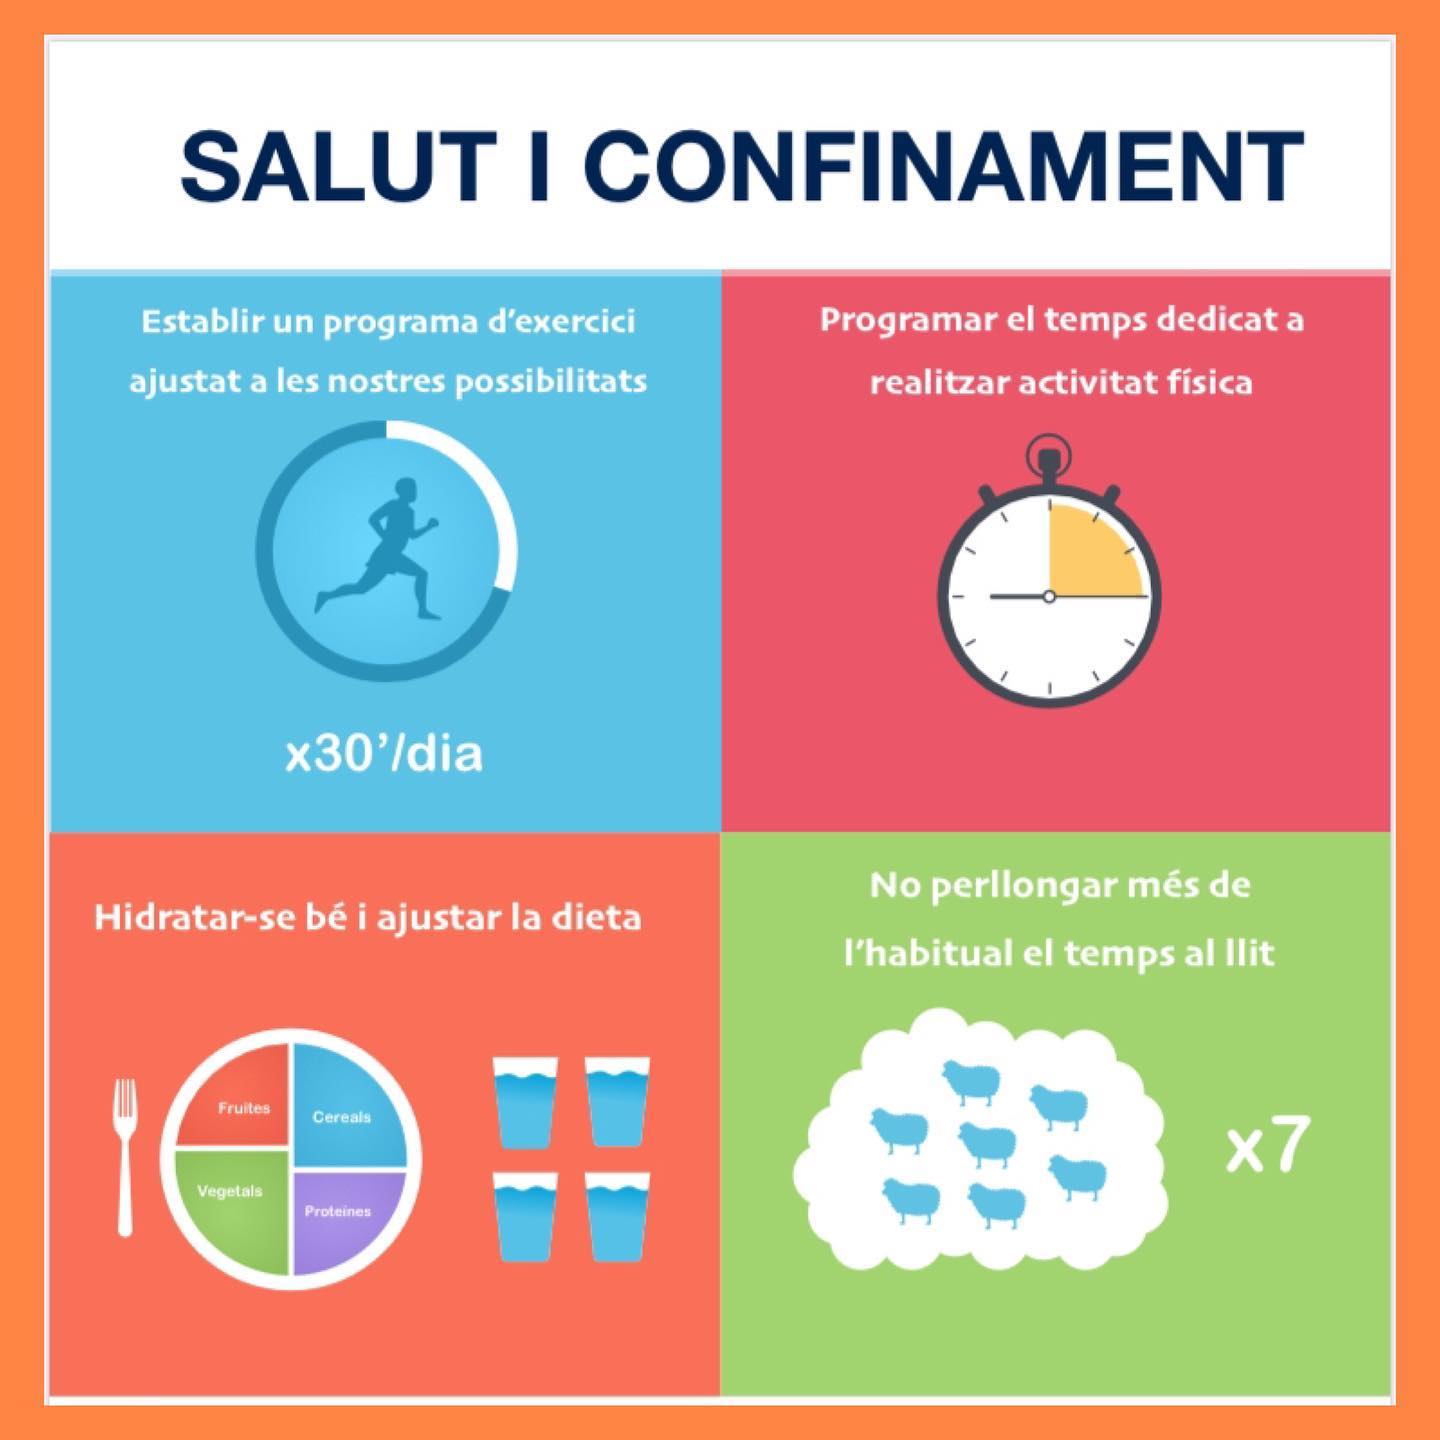 SALUT I CONFINAMENT
Establir un programa d’exercici
ajustat a les nostres possibilitats
x30’/dia
Programar el temps dedicat a
realitzar activitat física
Hidratar-se bé i ajustar la dieta
Fruites
Cereals
Vegetals
Proteïnes
No perllongar més de
l’habitual el temps al llit
x7